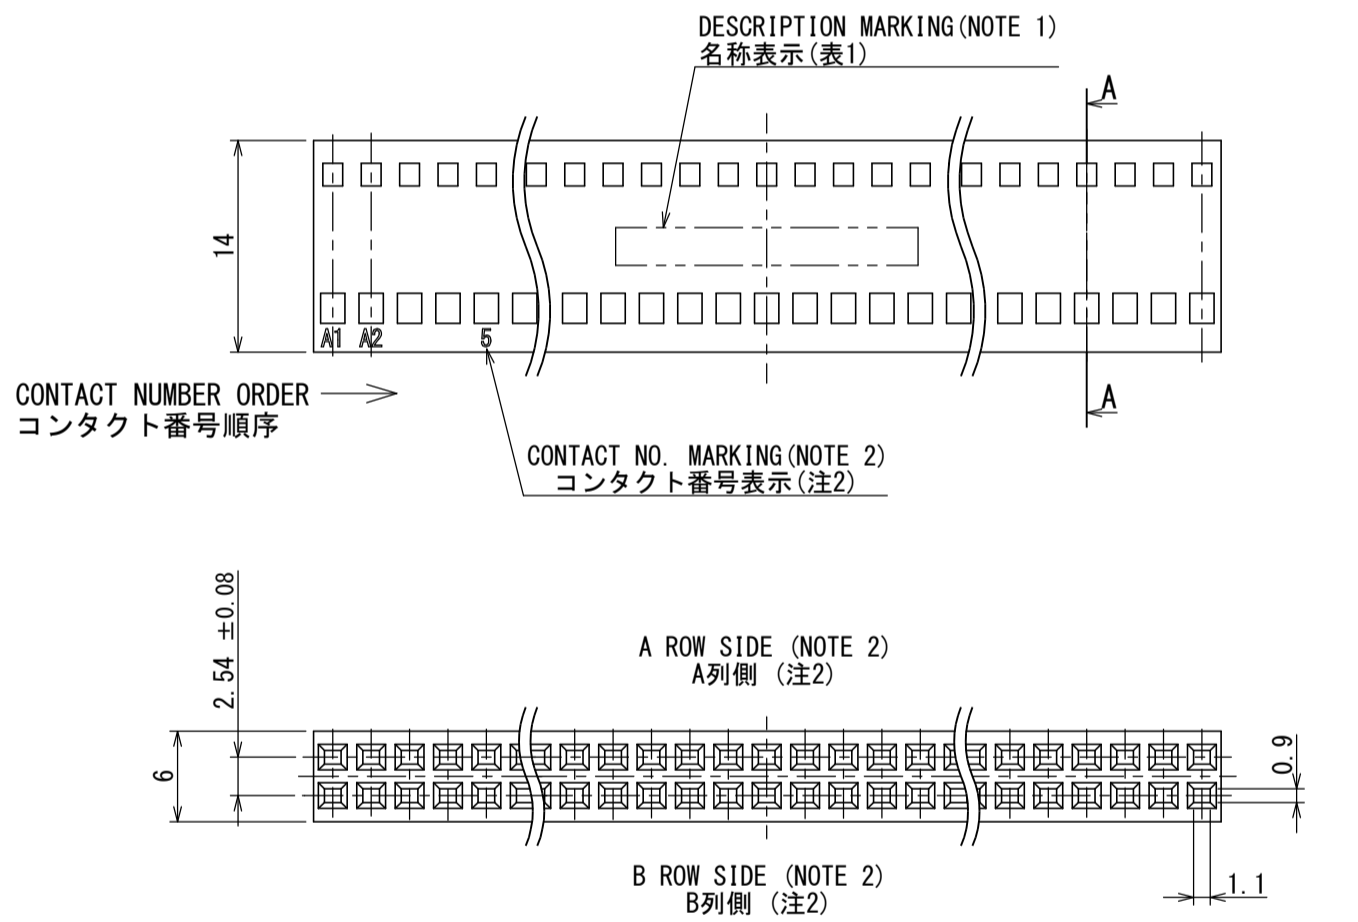 DESCRIPTION MARKING(NOTE 1)
名称表示(表1)
A
14
A1 A2 5
CONTACT NUMBER ORDER
コンタクト番号順序
A
CONTACT NO. MARKING(NOTE 2)
コンタクト番号表示(注2)
2.54 ±0.08
A ROW SIDE (NOTE 2)
A列側 (注2)
6
0.9
B ROW SIDE (NOTE 2)
B列側 (注2)
1.1